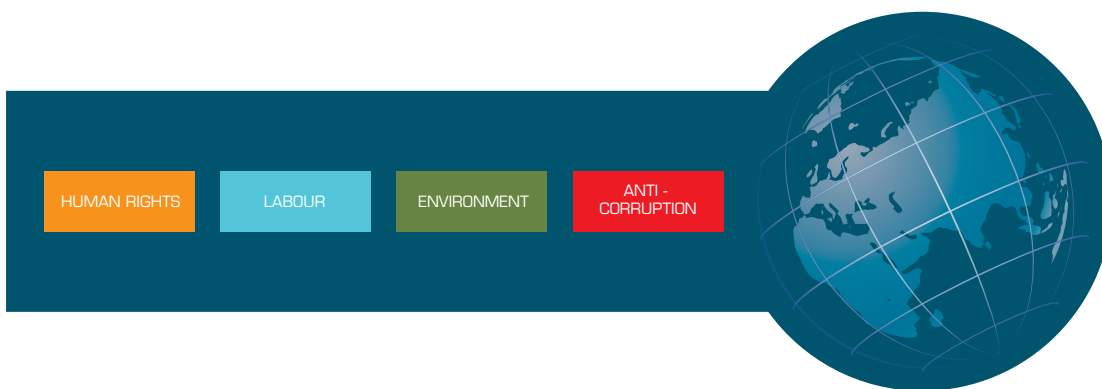 HUMAN RIGHTS
LABOUR
ENVIRONMENT
ANTI -
CORRUPTION